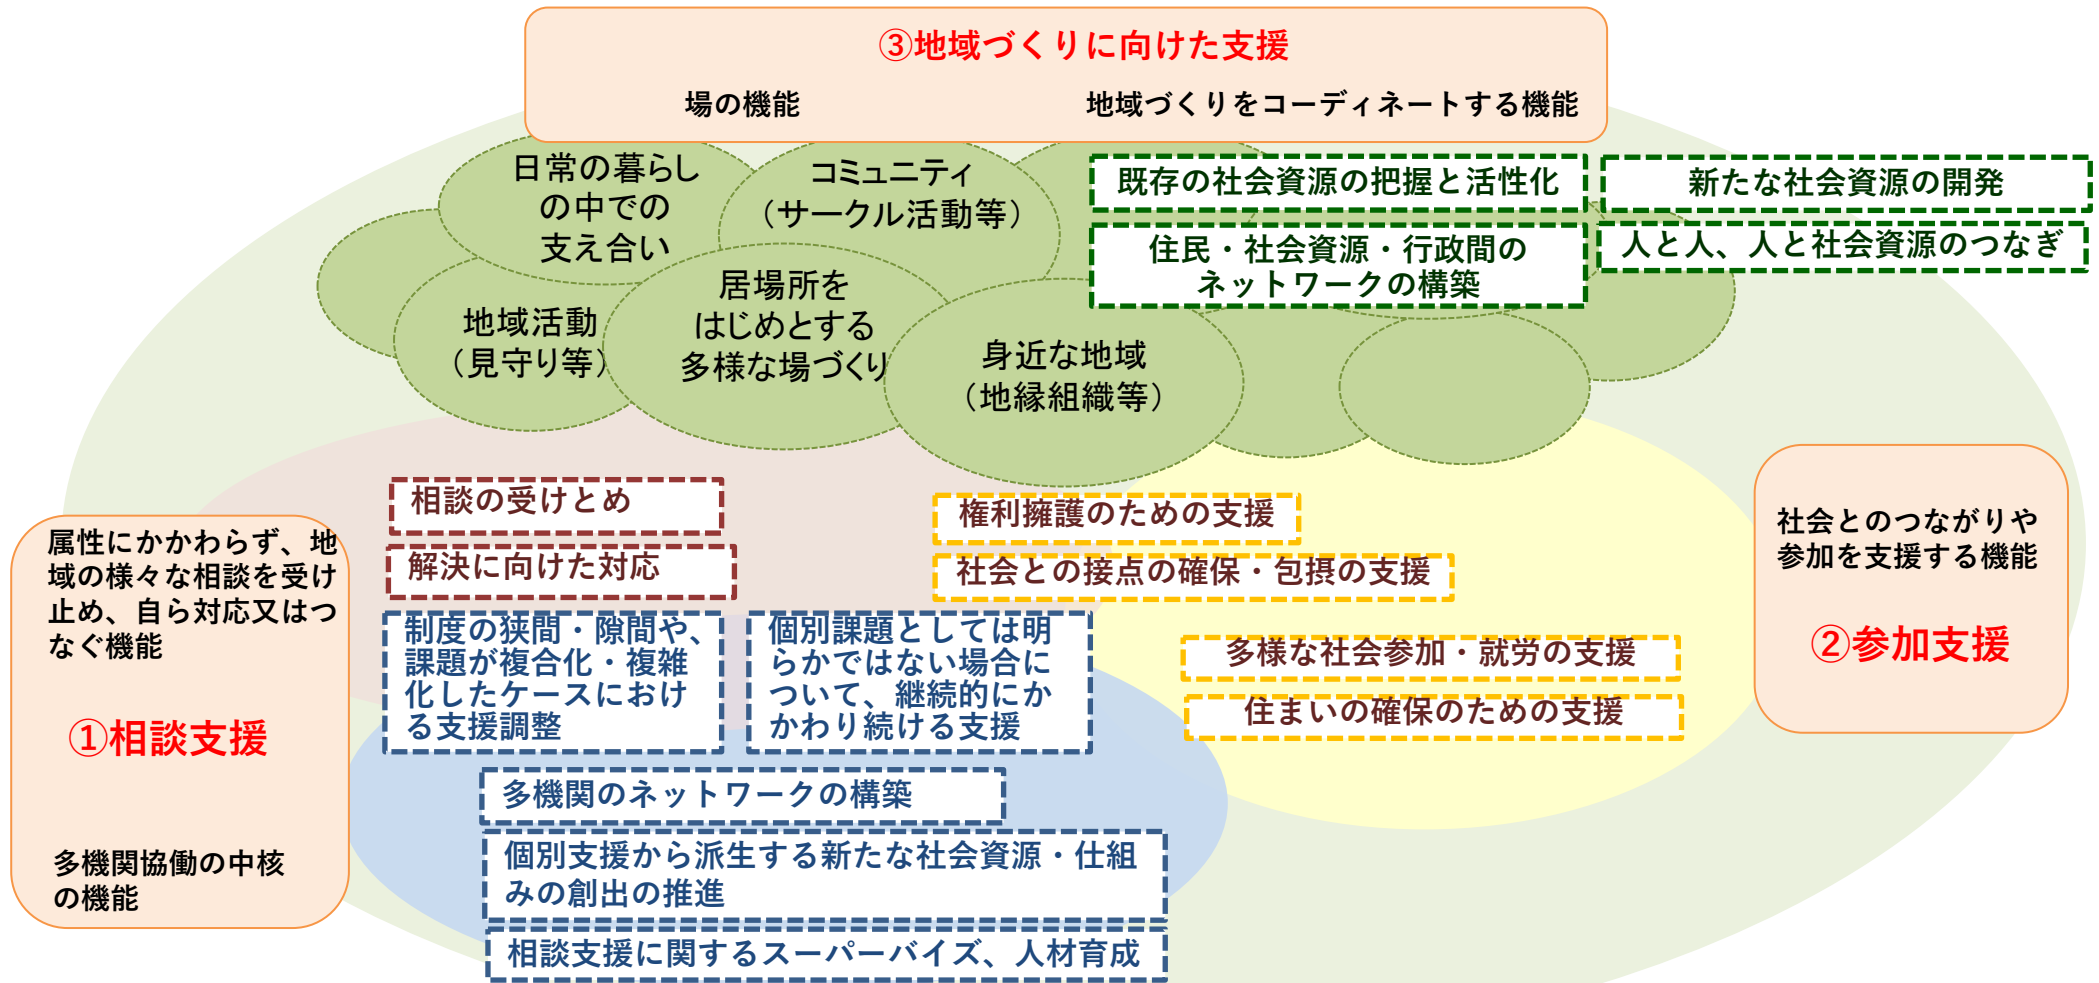 ③地域づくりに向けた支援
場の機能
地域づくりをコーディネートする機能
日常の暮らし
の中での
支え合い
コミュニティ
（サークル活動等）
既存の社会資源の把握と活性化
新たな社会資源の開発
住民・社会資源・行政間の
ネットワークの構築
人と人、人と社会資源のつなぎ
地域活動
（見守り等）
居場所を
はじめとする
多様な場づくり
身近な地域
（地縁組織等）
相談の受けとめ
解決に向けた対応
権利擁護のための支援
社会との接点の確保・包摂の支援
属性にかかわらず、地
域の様々な相談を受け
止め、自ら対応又はつ
なぐ機能
①相談支援
多機関協働の中核
の機能
社会とのつながりや
参加を支援する機能
②参加支援
制度の狭間・隙間や、
課題が複合化・複雑
化したケースにおけ
る支援調整
個別課題としては明
らかではない場合に
ついて、継続的にか
かわり続ける支援
多様な社会参加・就労の支援
住まいの確保のための支援
多機関のネットワークの構築
個別支援から派生する新たな社会資源・仕組
みの創出の推進
相談支援に関するスーパーバイズ、人材育成